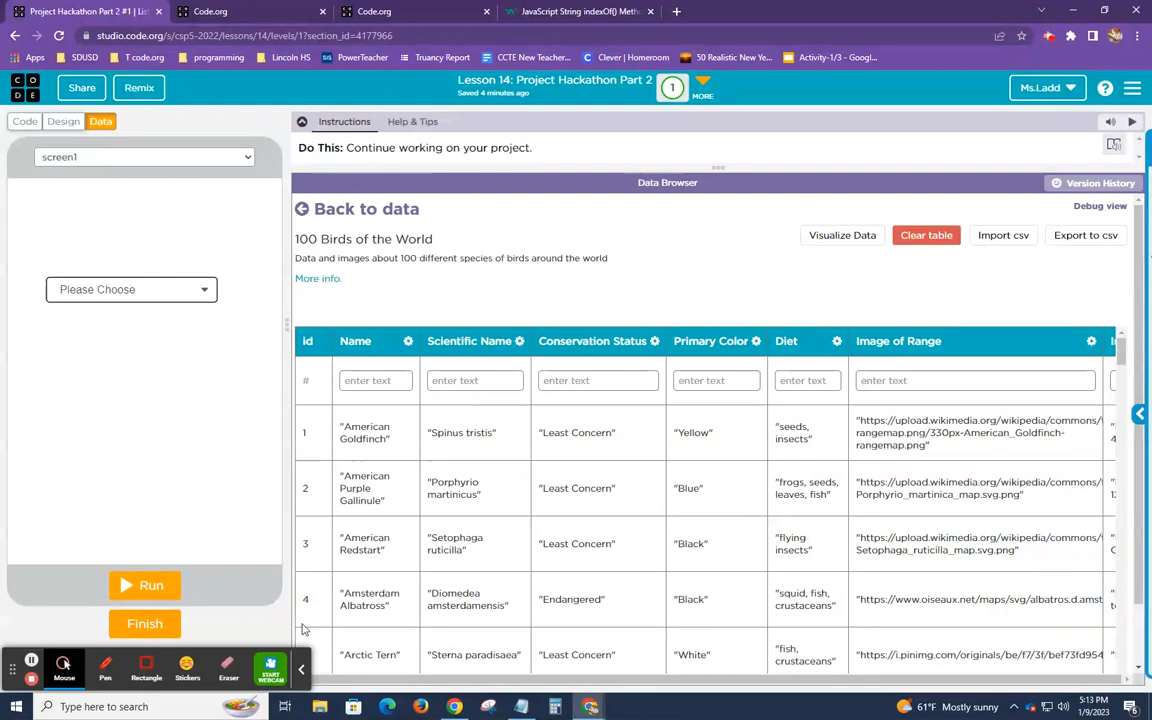 Project Hackathon Part 2 #1 | Les
Code.org
Code.org
JavaScript String indexOf() Meth
studio.code.org/s/csp5-2022/lessons/14/levels/1?section_id=4177966
Apps
SDUSD
T code.org
programming
Lincoln HS
PowerTeacher
Truancy Report
CCTE New Teacher...
Clever | Homeroom
50 Realistic New Ye...
Activity-1/3 - Googl...
CO
DE
Share
Remix
Lesson 14: Project Hackathon Part 2
Saved 4 minutes ago
1
MORE
Ms.Ladd
Code
Design
Data
Instructions
Help & Tips
screen1
Do This: Continue working on your project.
Data Browser
Version History
Back to data
Debug view
100 Birds of the World
Visualize Data
Clear table
Import csv
Export to csv
Data and images about 100 different species of birds around the world
More info.
Please Choose
id Name Scientific Name Conservation Status Primary Color Diet Image of Range
# enter text enter text enter text enter text enter text enter text
1 "American Goldfinch" "Spinus tristis" "Least Concern" "Yellow" "seeds, insects" "https://upload.wikimedia.org/wikipedia/commons/ rangemap.png/330px-American_Goldfinch-rangemap.png"
2 "American Purple Gallinule" "Porphyrio martinicus" "Least Concern" "Blue" "frogs, seeds, leaves, fish" "https://upload.wikimedia.org/wikipedia/commons/ Porphyrio_martinica_map.svg.png"
3 "American Redstart" "Setophaga ruticilla" "Least Concern" "Black" "flying insects" "https://upload.wikimedia.org/wikipedia/commons/ Setophaga_ruticilla_map.svg.png"
4 "Amsterdam Albatross" "Diomedea amsterdamensis" "Endangered" "Black" "squid, fish, crustaceans" "https://www.oiseaux.net/maps/svg/albatros.d.amst
"Arctic Tern" "Sterna paradisaea" "Least Concern" "White" "fish, crustaceans" "https://i.pinimg.com/originals/be/f7/3f/bef73fd954
Run
Finish
Mouse
Pen
Rectangle
Stickers
Eraser
START WEBCAM
Type here to search
61°F Mostly sunny
5:13 PM
1/9/2023